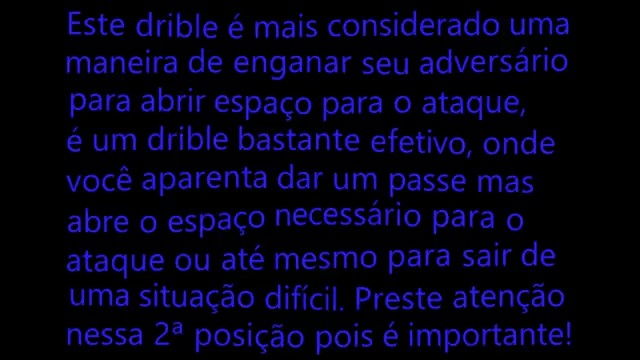 Este drible é mais considerado uma
maneira de enganar seu adversário
para abrir espaço para o ataque,
é um drible bastante efetivo, onde
você aparenta dar um passe mas
abre o espaço necessário para o
ataque ou até mesmo para sair de
uma situação difícil. Preste atenção
nessa 2ª posição pois é importante!